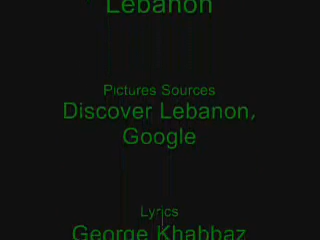 Lebanon
Pictures Sources
Discover Lebanon,
Google
Lyrics
George Khabbaz